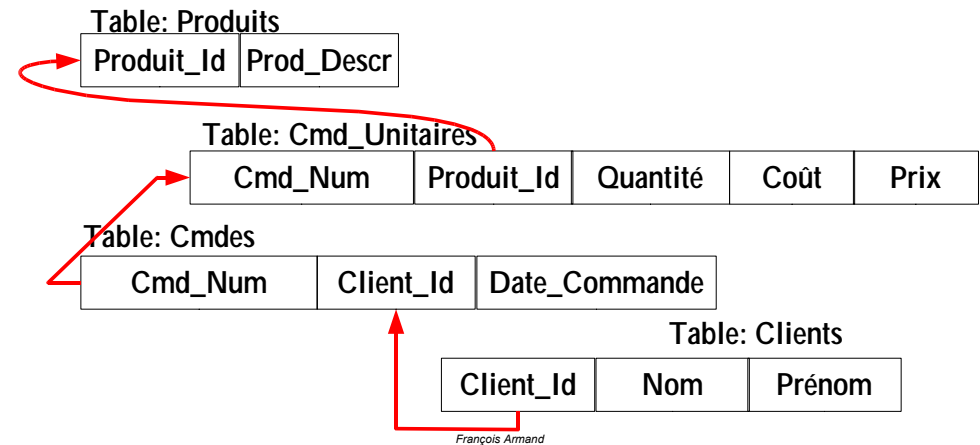 Table: Produits
Produit_Id Prod_Descr
Table: Cmd_Unitaires
Cmd_Num Produit_Id Quantité Coût Prix
Table: Cmdes
Cmd_Num Client_Id Date_Commande
Table: Clients
Client_Id Nom Prénom
François Armand